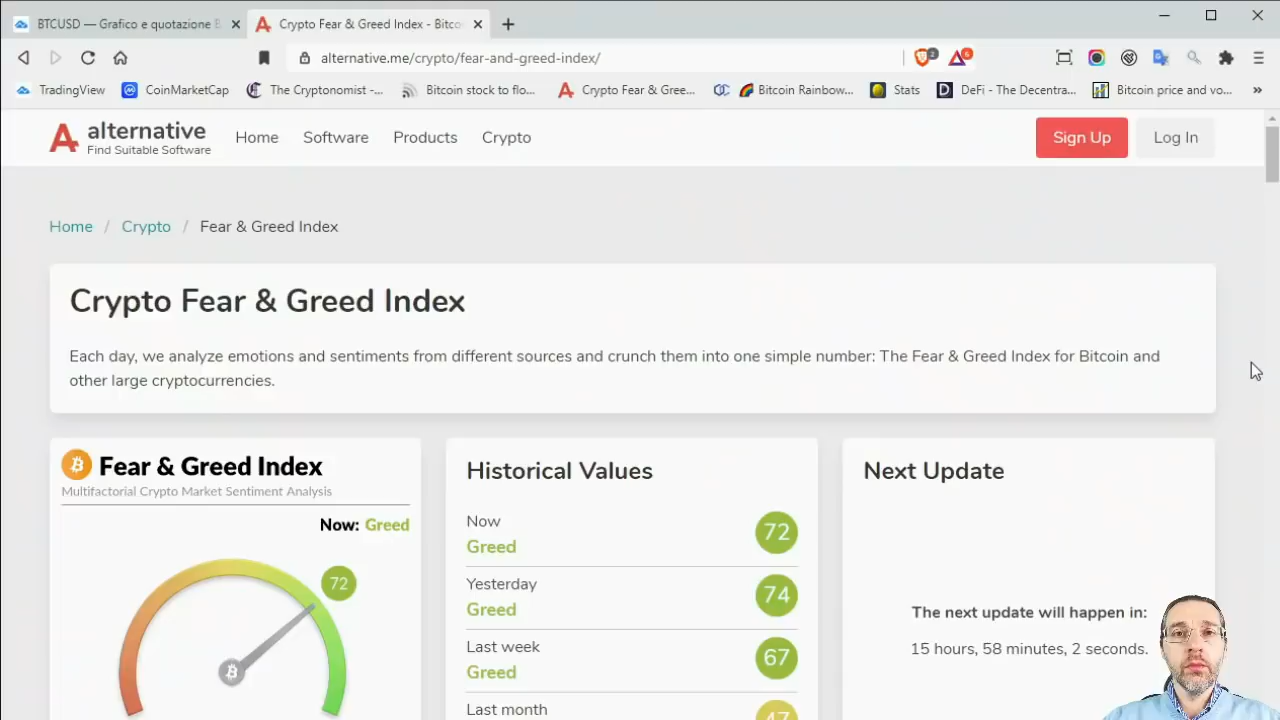 BTCUSD — Grafico e quotazione B
Crypto Fear & Greed Index - Bitco
alternative.me/crypto/fear-and-greed-index/
2
6
TradingView
CoinMarketCap
The Cryptonomist -...
Bitcoin stock to flo...
Crypto Fear & Gree...
Bitcoin Rainbow...
Stats
DeFi - The Decentra...
Bitcoin price and vo...
alternative
Find Suitable Software
Home
Software
Products
Crypto
Sign Up
Log In
Home / Crypto / Fear & Greed Index
Crypto Fear & Greed Index
Each day, we analyze emotions and sentiments from different sources and crunch them into one simple number: The Fear & Greed Index for Bitcoin and
other large cryptocurrencies.
Fear & Greed Index
Multifactorial Crypto Market Sentiment Analysis
Now: Greed
72
Historical Values
Now
Greed
72
Yesterday
Greed
74
Last week
Greed
67
Last month
47
Next Update
The next update will happen in:
15 hours, 58 minutes, 2 seconds.